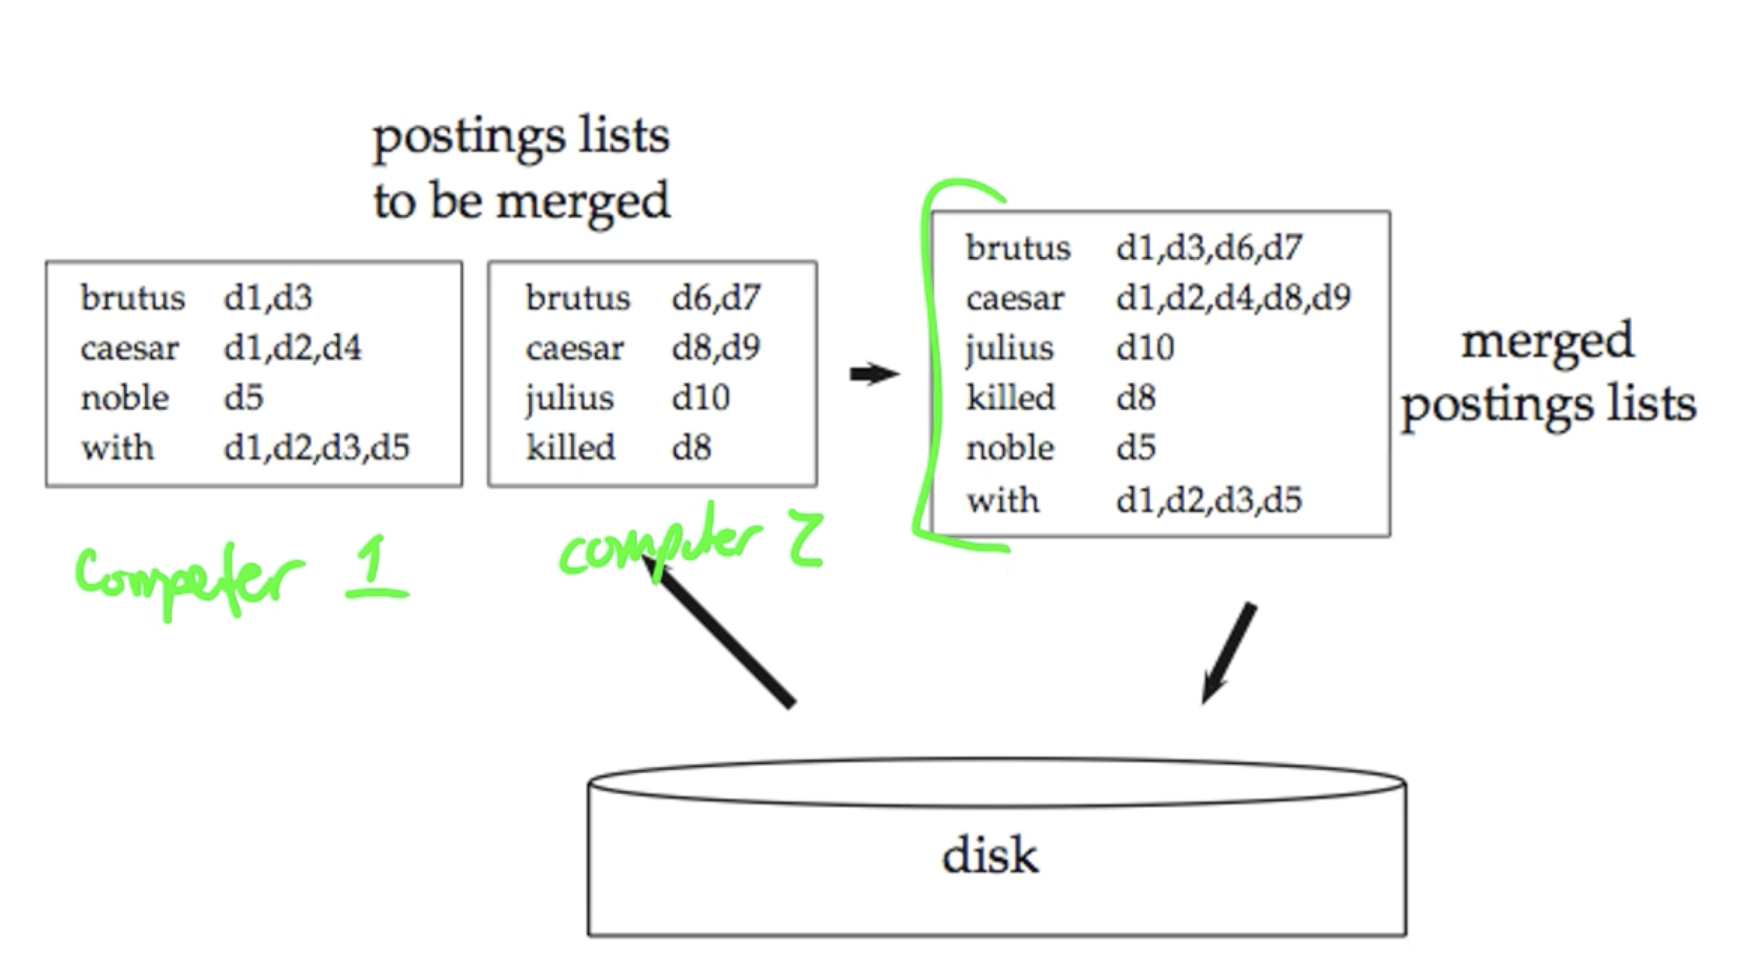 postings lists
to be merged
brutus d1,d3
caesar d1,d2,d4
noble d5
with d1,d2,d3,d5
brutus d6,d7
caesar d8,d9
julius d10
killed d8
brutus d1,d3,d6,d7
caesar d1,d2,d4,d8,d9
julius d10
killed d8
noble d5
with d1,d2,d3,d5
merged
postings lists
Computer 1
computer 2
disk